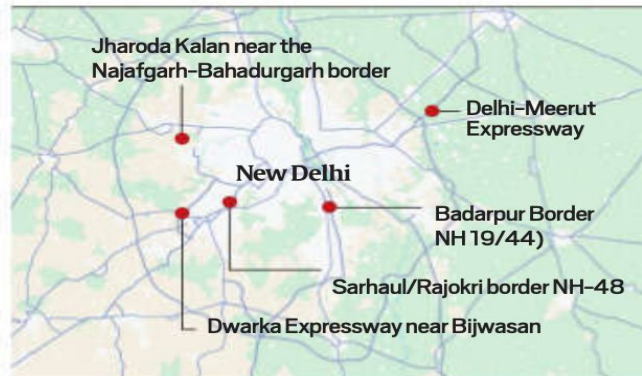 Jharoda Kalan near the
Najafgarh-Bahadurgarh border
Delhi-Meerut
Expressway
New Delhi
Badarpur Border
NH 19/44)
Sarhaul/Rajokri border NH-48
Dwarka Expressway near Bijwasan